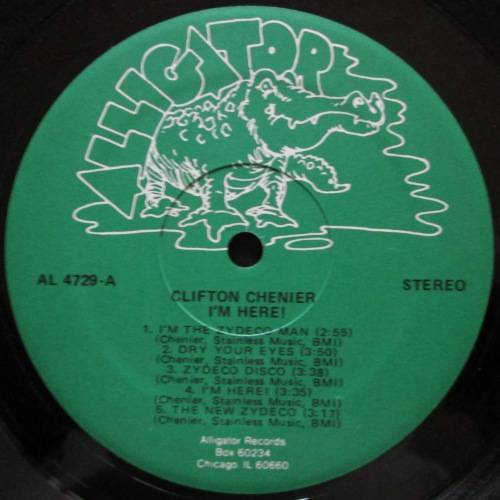 ALLIGATOR
AL 4729-A
STEREO
CLIFTON CHENIER
I'M HERE!
1. I'M THE ZYDECO MAN (2:55)
(Chenier, Stainless Music, BMI)
2. DRY YOUR EYES (3:50)
(Chenier, Stainless Music, BMI)
3. ZYDECO DISCO (3:38)
(Chenier, Stainless Music, BMI)
4. I'M HERE! (3:35)
(Chenier, Stainless Music, BMI)
5. THE NEW ZYDECO (3:17)
(Chenier, Stainless Music, BMI)
Alligator Records
Box 60234
Chicago IL 60660